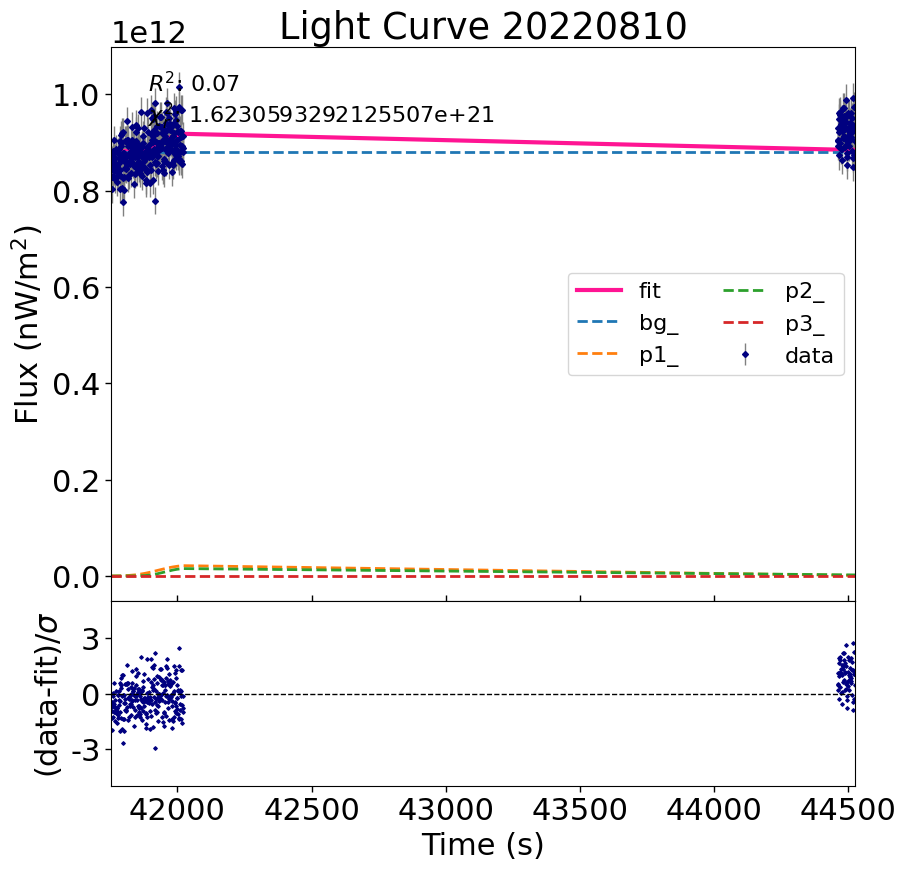 Light Curve 20220810
1e12
R²: 0.07
1.6230593292125507e+21
1.0
0.8
0.6
0.4
0.2
0.0
Flux (nW/m²)
fit
bg_
p1_
p2_
p3_
data
3
0
-3
(data-fit)/σ
42000 42500 43000 43500 44000 44500
Time (s)